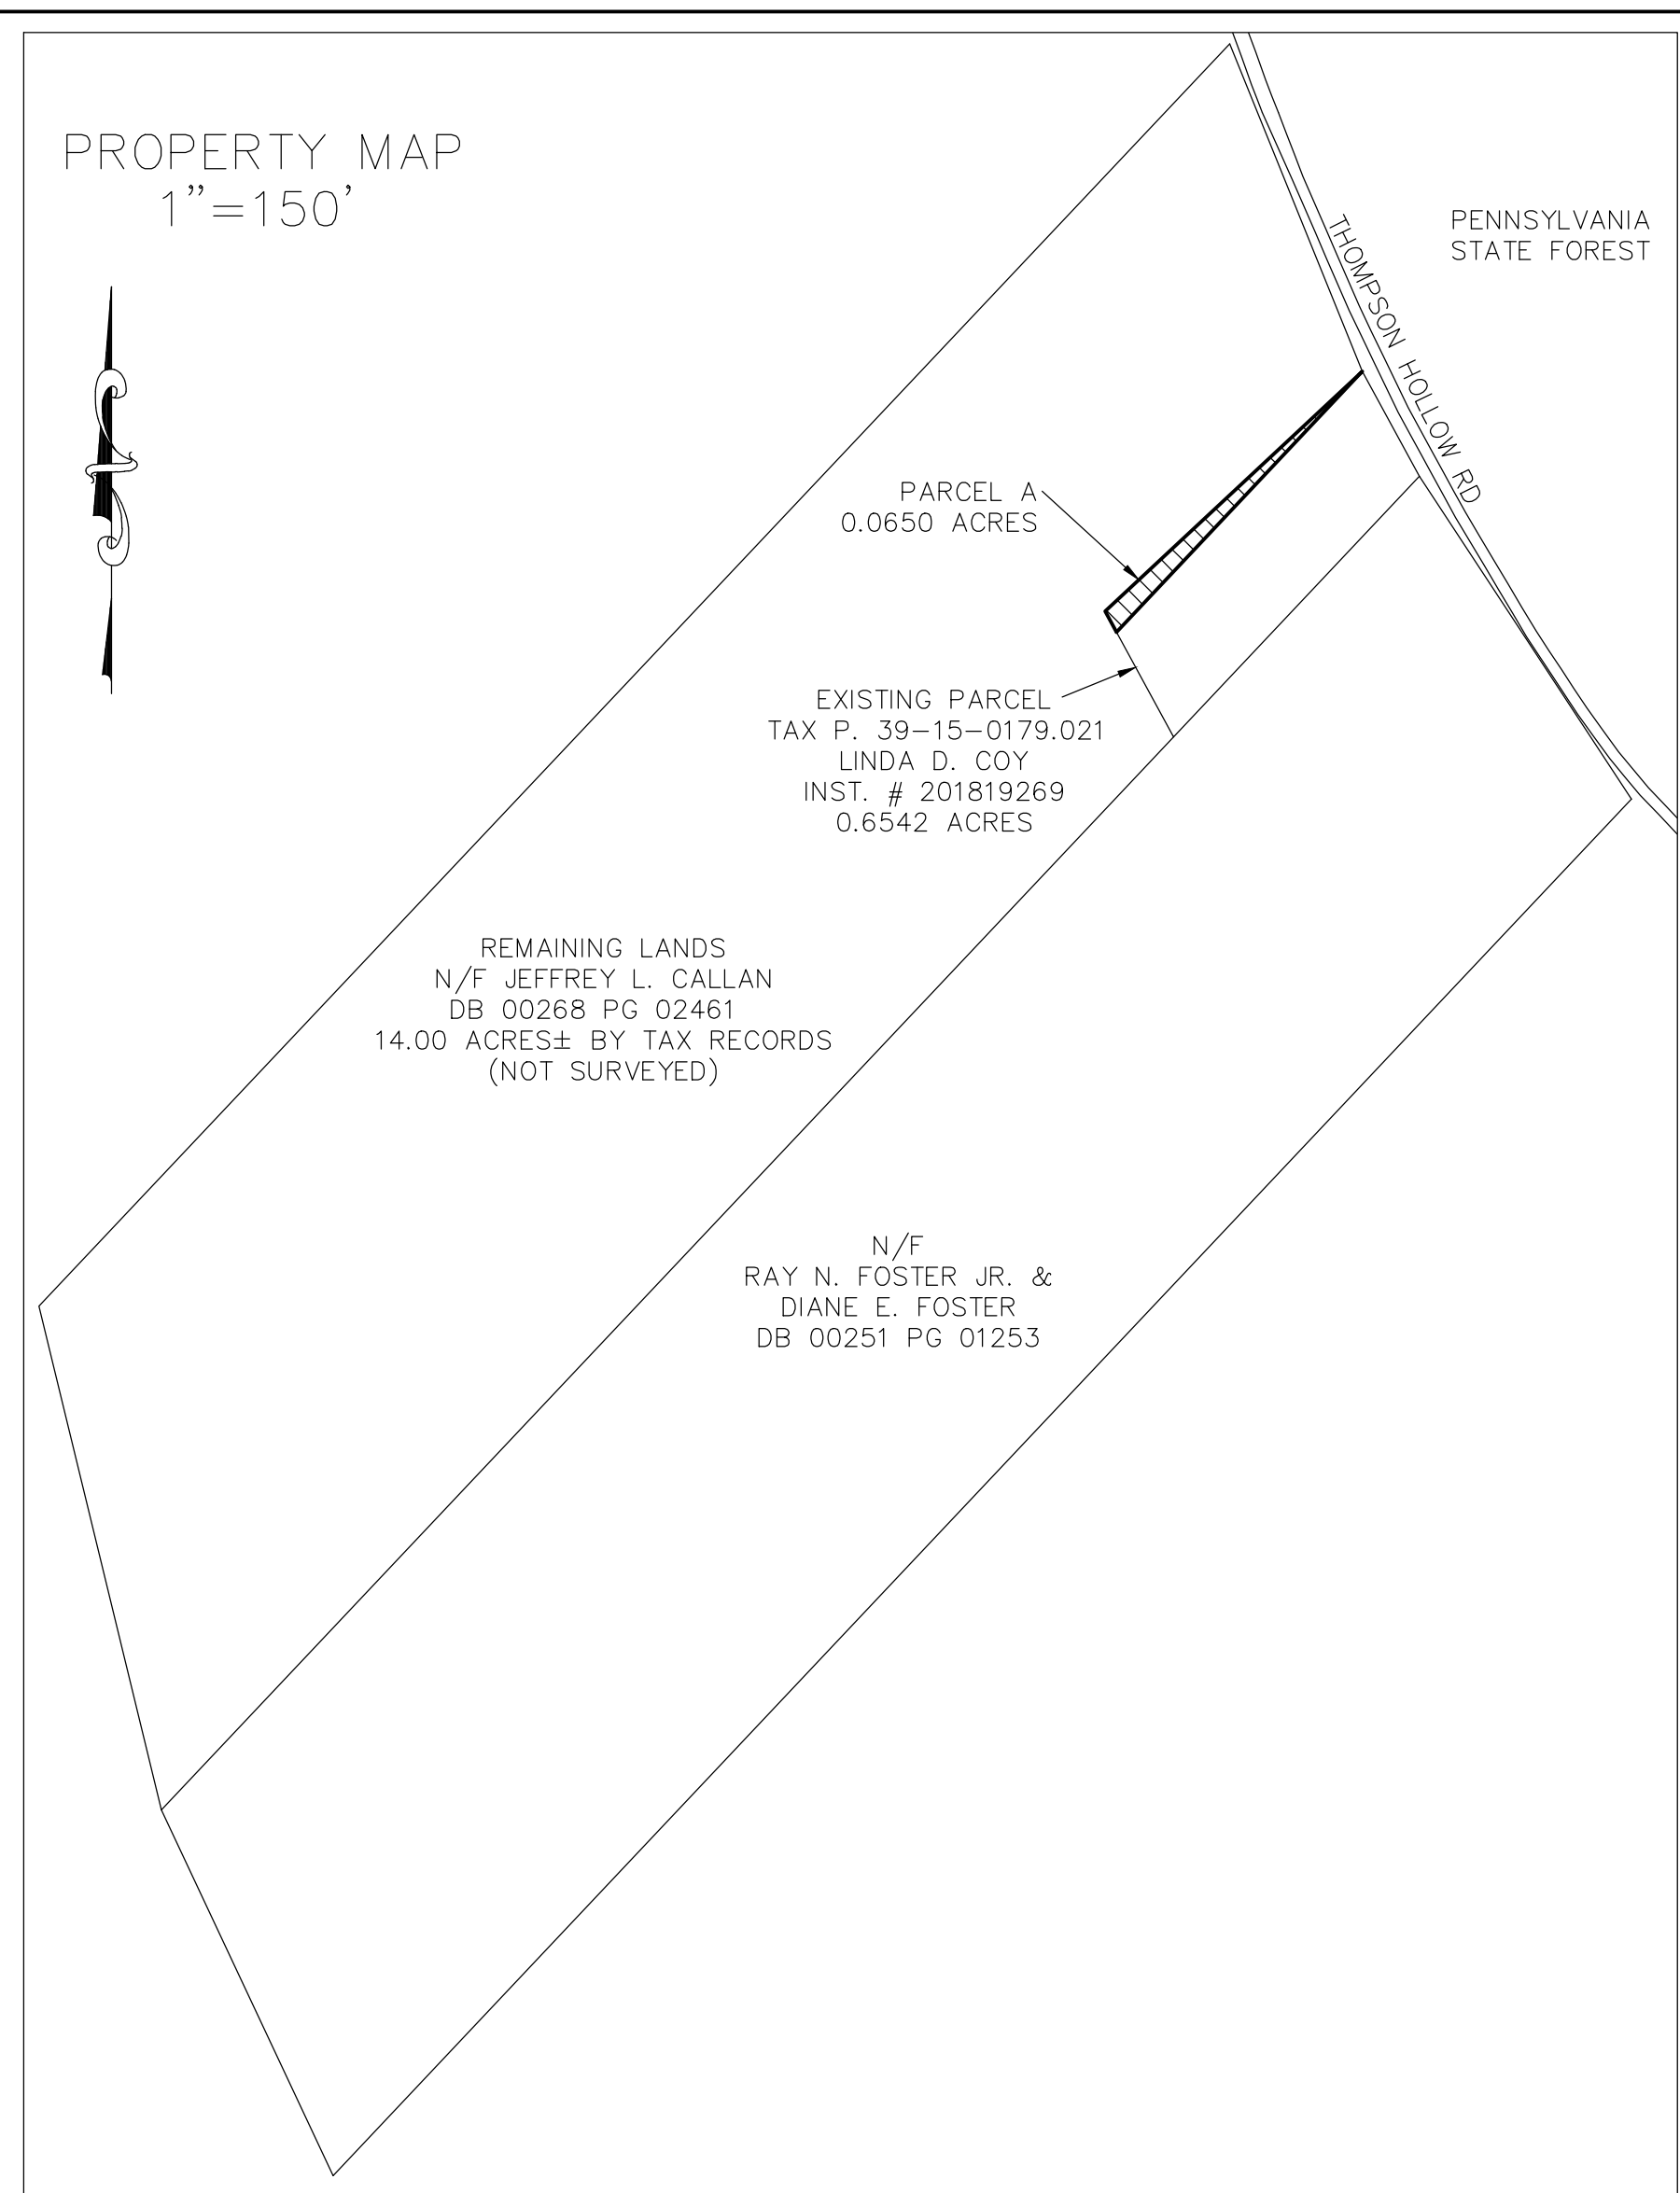 PROPERTY MAP
1”=150’
PENNSYLVANIA
STATE FOREST
THOMPSON HOLLOW RD
PARCEL A
0.0650 ACRES
EXISTING PARCEL
TAX P. 39-15-0179.021
LINDA D. COY
INST. # 201819269
0.6542 ACRES
REMAINING LANDS
N/F JEFFREY L. CALLAN
DB 00268 PG 02461
14.00 ACRES± BY TAX RECORDS
(NOT SURVEYED)
N/F
RAY N. FOSTER JR. &
DIANE E. FOSTER
DB 00251 PG 01253